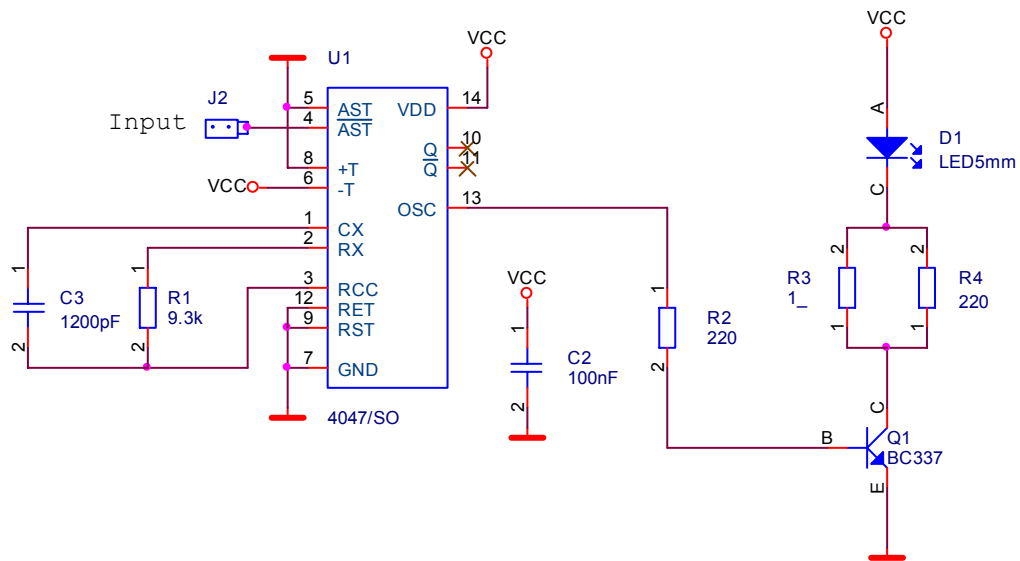 VCC
VCC
U1
J2
Input
5
4
8
6
1
2
3
12
9
7
AST
AST
+T
-T
CX
RX
RCC
RET
RST
GND
VDD
Q
Q
OSC
14
10
11
13
4047/SO
VCC
1
2
C3
1200pF
1
2
R1
9.3k
VCC
1
2
C2
100nF
1
2
R2
220
A
C
D1
LED5mm
2
1
R3
1_
2
1
R4
220
B
C
E
Q1
BC337